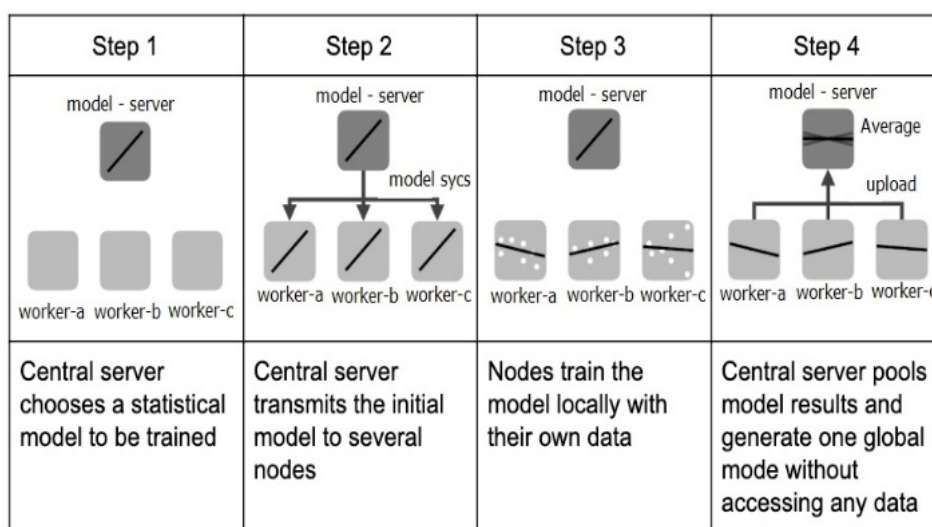 Step 1
Step 2
Step 3
Step 4
model - server
worker-a worker-b worker-c
model - server
model sycs
worker-a worker-b worker-c
model - server
worker-a worker-b worker-c
model - server
Average
upload
worker-a worker-b worker-c
Central server
chooses a statistical
model to be trained
Central server
transmits the initial
model to several
nodes
Nodes train the
model locally with
their own data
Central server pools
model results and
generate one global
mode without
accessing any data